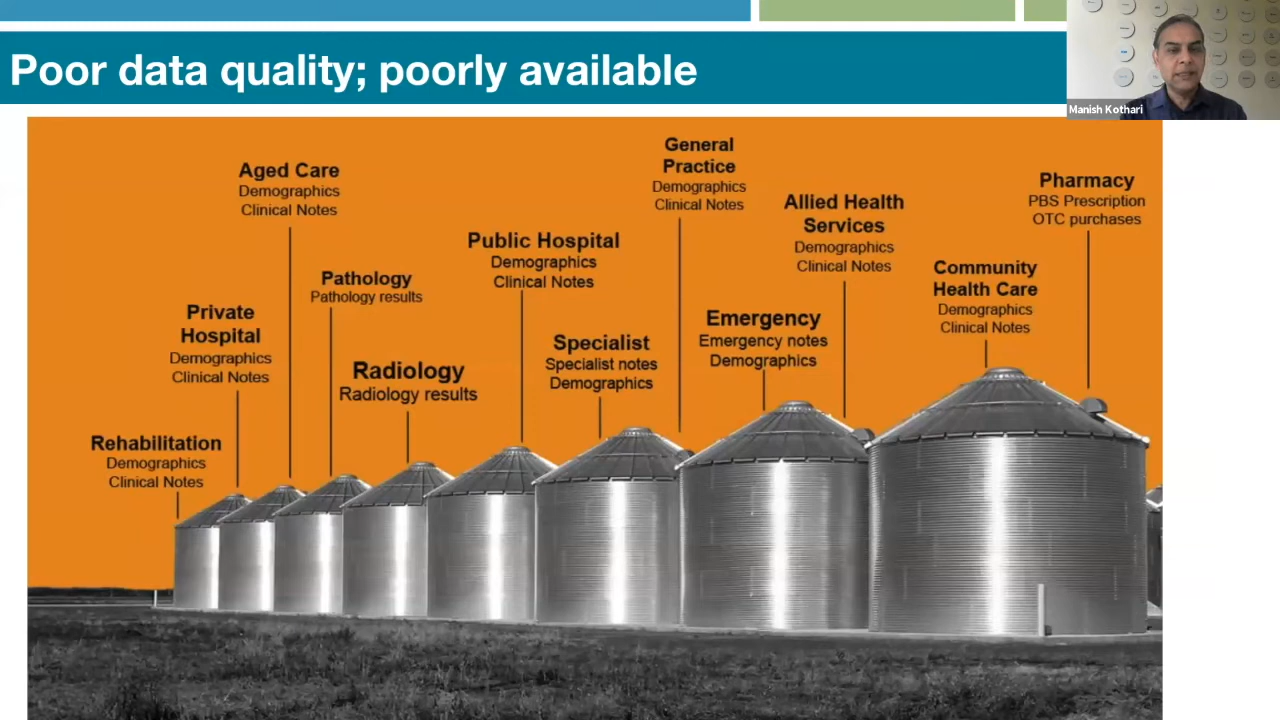 Poor data quality; poorly available
Manish Kothari
Rehabilitation
Demographics
Clinical Notes
Private
Hospital
Demographics
Clinical Notes
Aged Care
Demographics
Clinical Notes
Pathology
Pathology results
Radiology
Radiology results
Public Hospital
Demographics
Clinical Notes
Specialist
Specialist notes
Demographics
General
Practice
Demographics
Clinical Notes
Emergency
Emergency notes
Demographics
Allied Health
Services
Demographics
Clinical Notes
Community
Health Care
Demographics
Clinical Notes
Pharmacy
PBS Prescription
OTC purchases